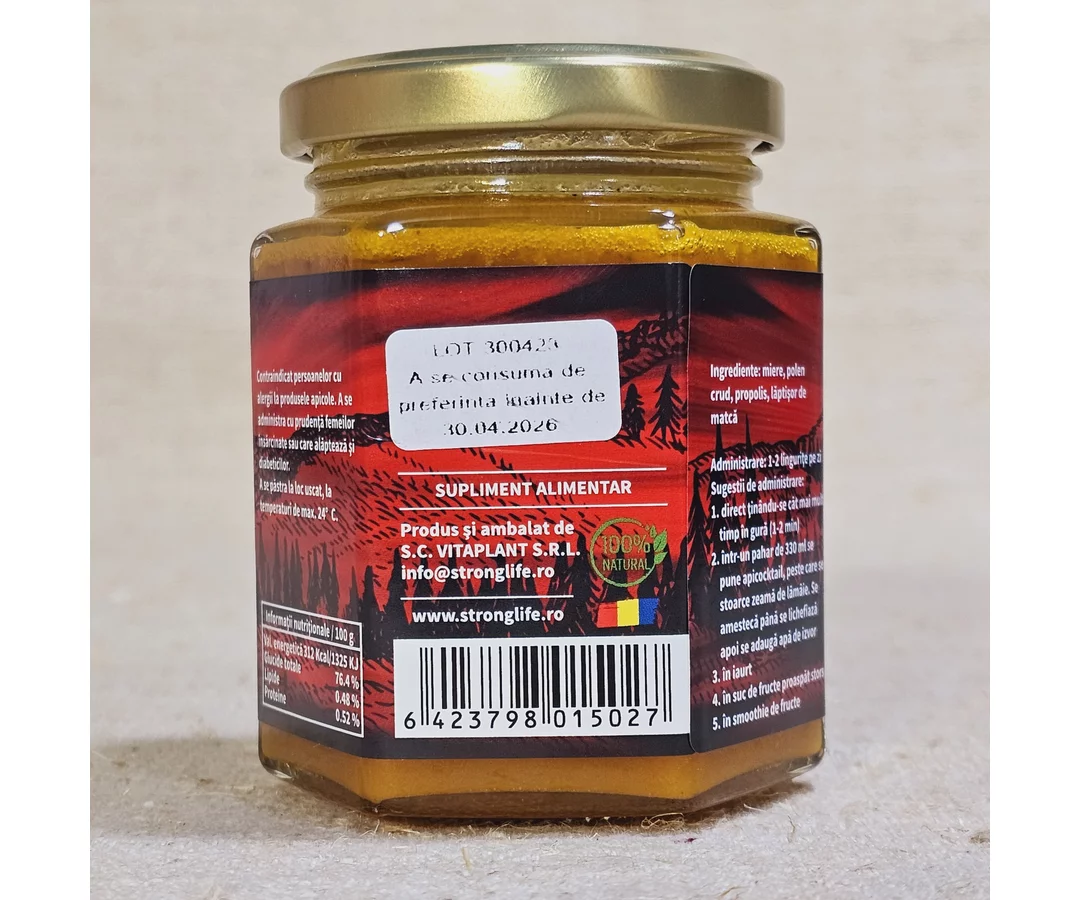 Contraindicat persoanelor cu
alergii la produsele apicole. A se
administra cu prudență femeilor
însărcinate sau care alăptează și
diabeticilor.
A se păstra la loc uscat, la
temperaturi de max. 24° C.
Informații nutriționale / 100 g
Val. energetică 312 Kcal/1325 KJ
Glucide totale 76.4 %
Lipide 0.48 %
Proteine 0.52 %
LOT 300423
A se consuma de
preferinta inainte de
30.04.2026
SUPLIMENT ALIMENTAR
Produs și ambalat de
S.C. VITAPLANT S.R.L.
info@stronglife.ro
100%
NATURAL
www.stronglife.ro
6 423798 015027
Ingrediente: miere, polen
crud, propolis, lăptișor de
matcă
Administrare: 1-2 lingurițe pe zi
Sugestii de administrare:
1. direct ținându-se cât mai mult
timp în gură (1-2 min)
2. într-un pahar de 330 ml se
pune apicocktail, peste care se
stoarce zeamă de lămâie. Se
amestecă până se lichefiază
apoi se adaugă apă de izvor
3. în iaurt
4. în suc de fructe proaspăt stors
5. în smoothie de fructe